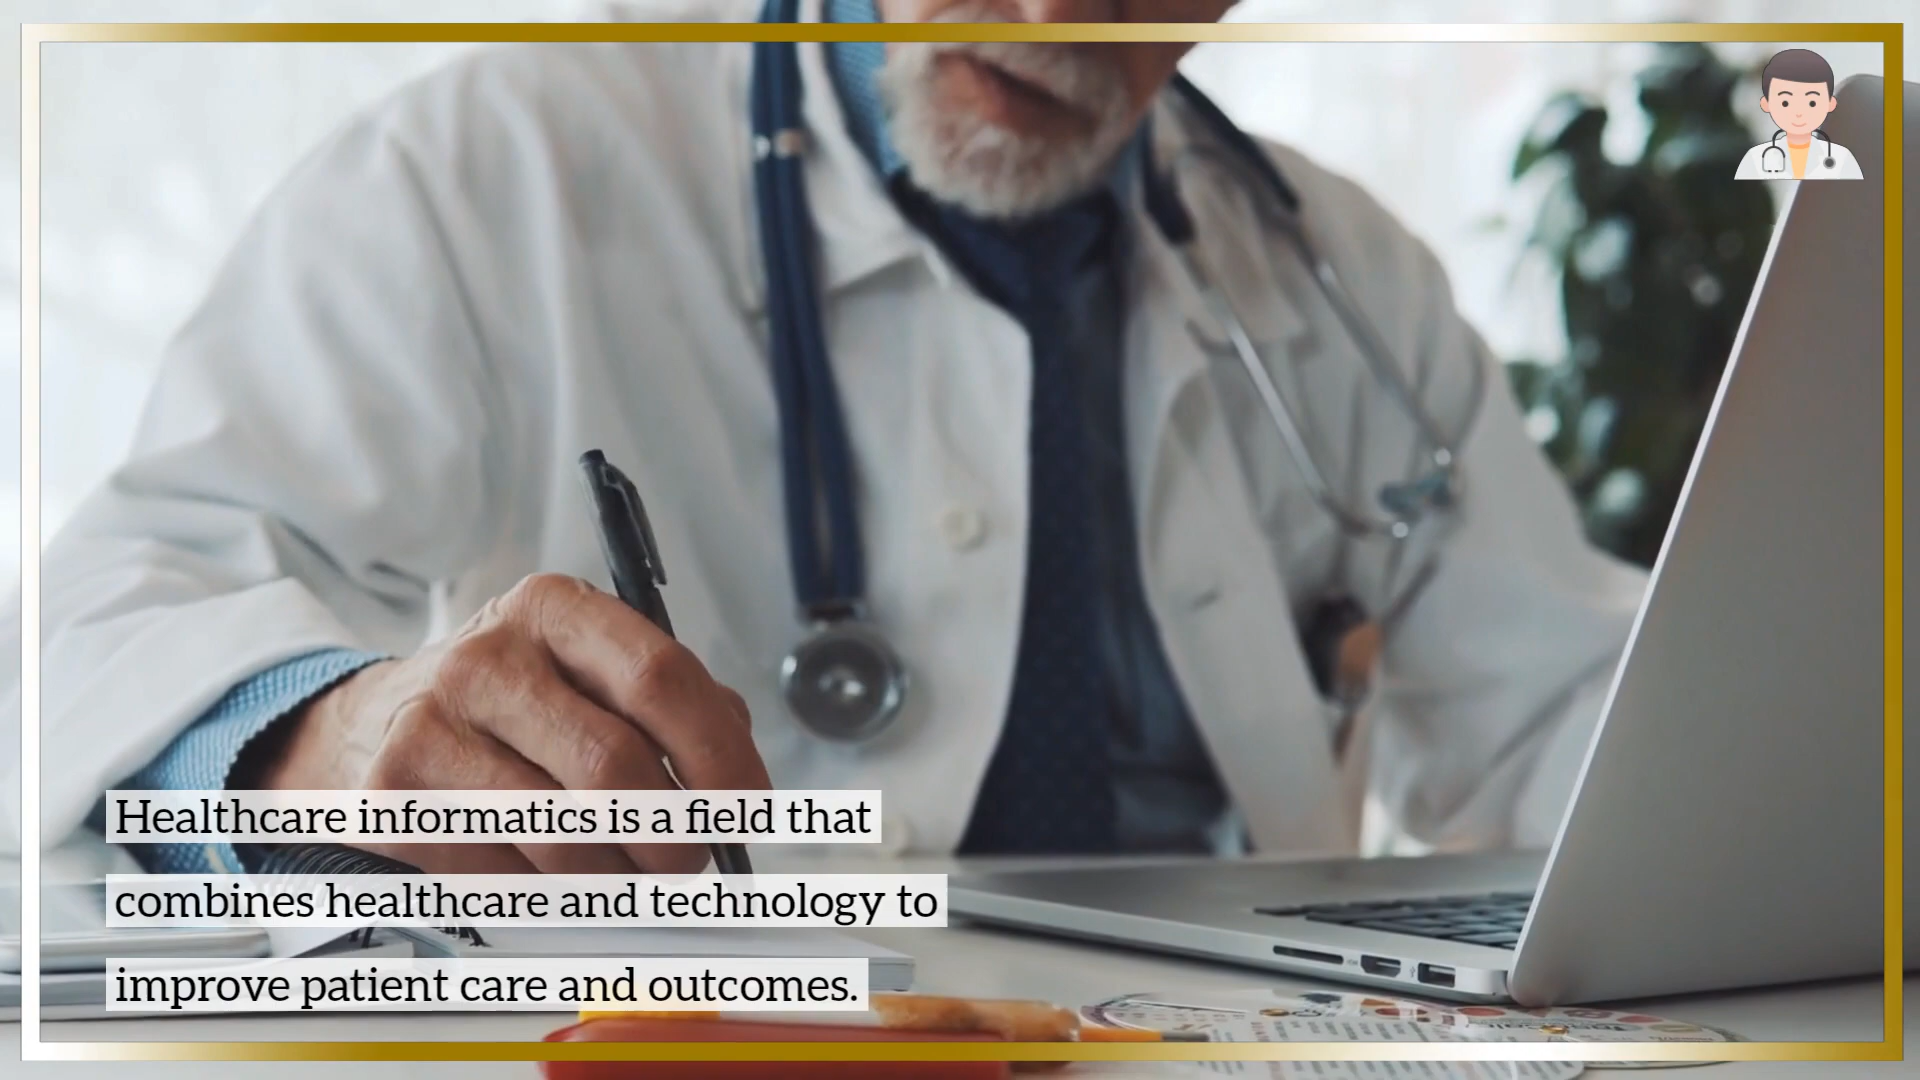 Healthcare informatics is a field that
combines healthcare and technology to
improve patient care and outcomes.